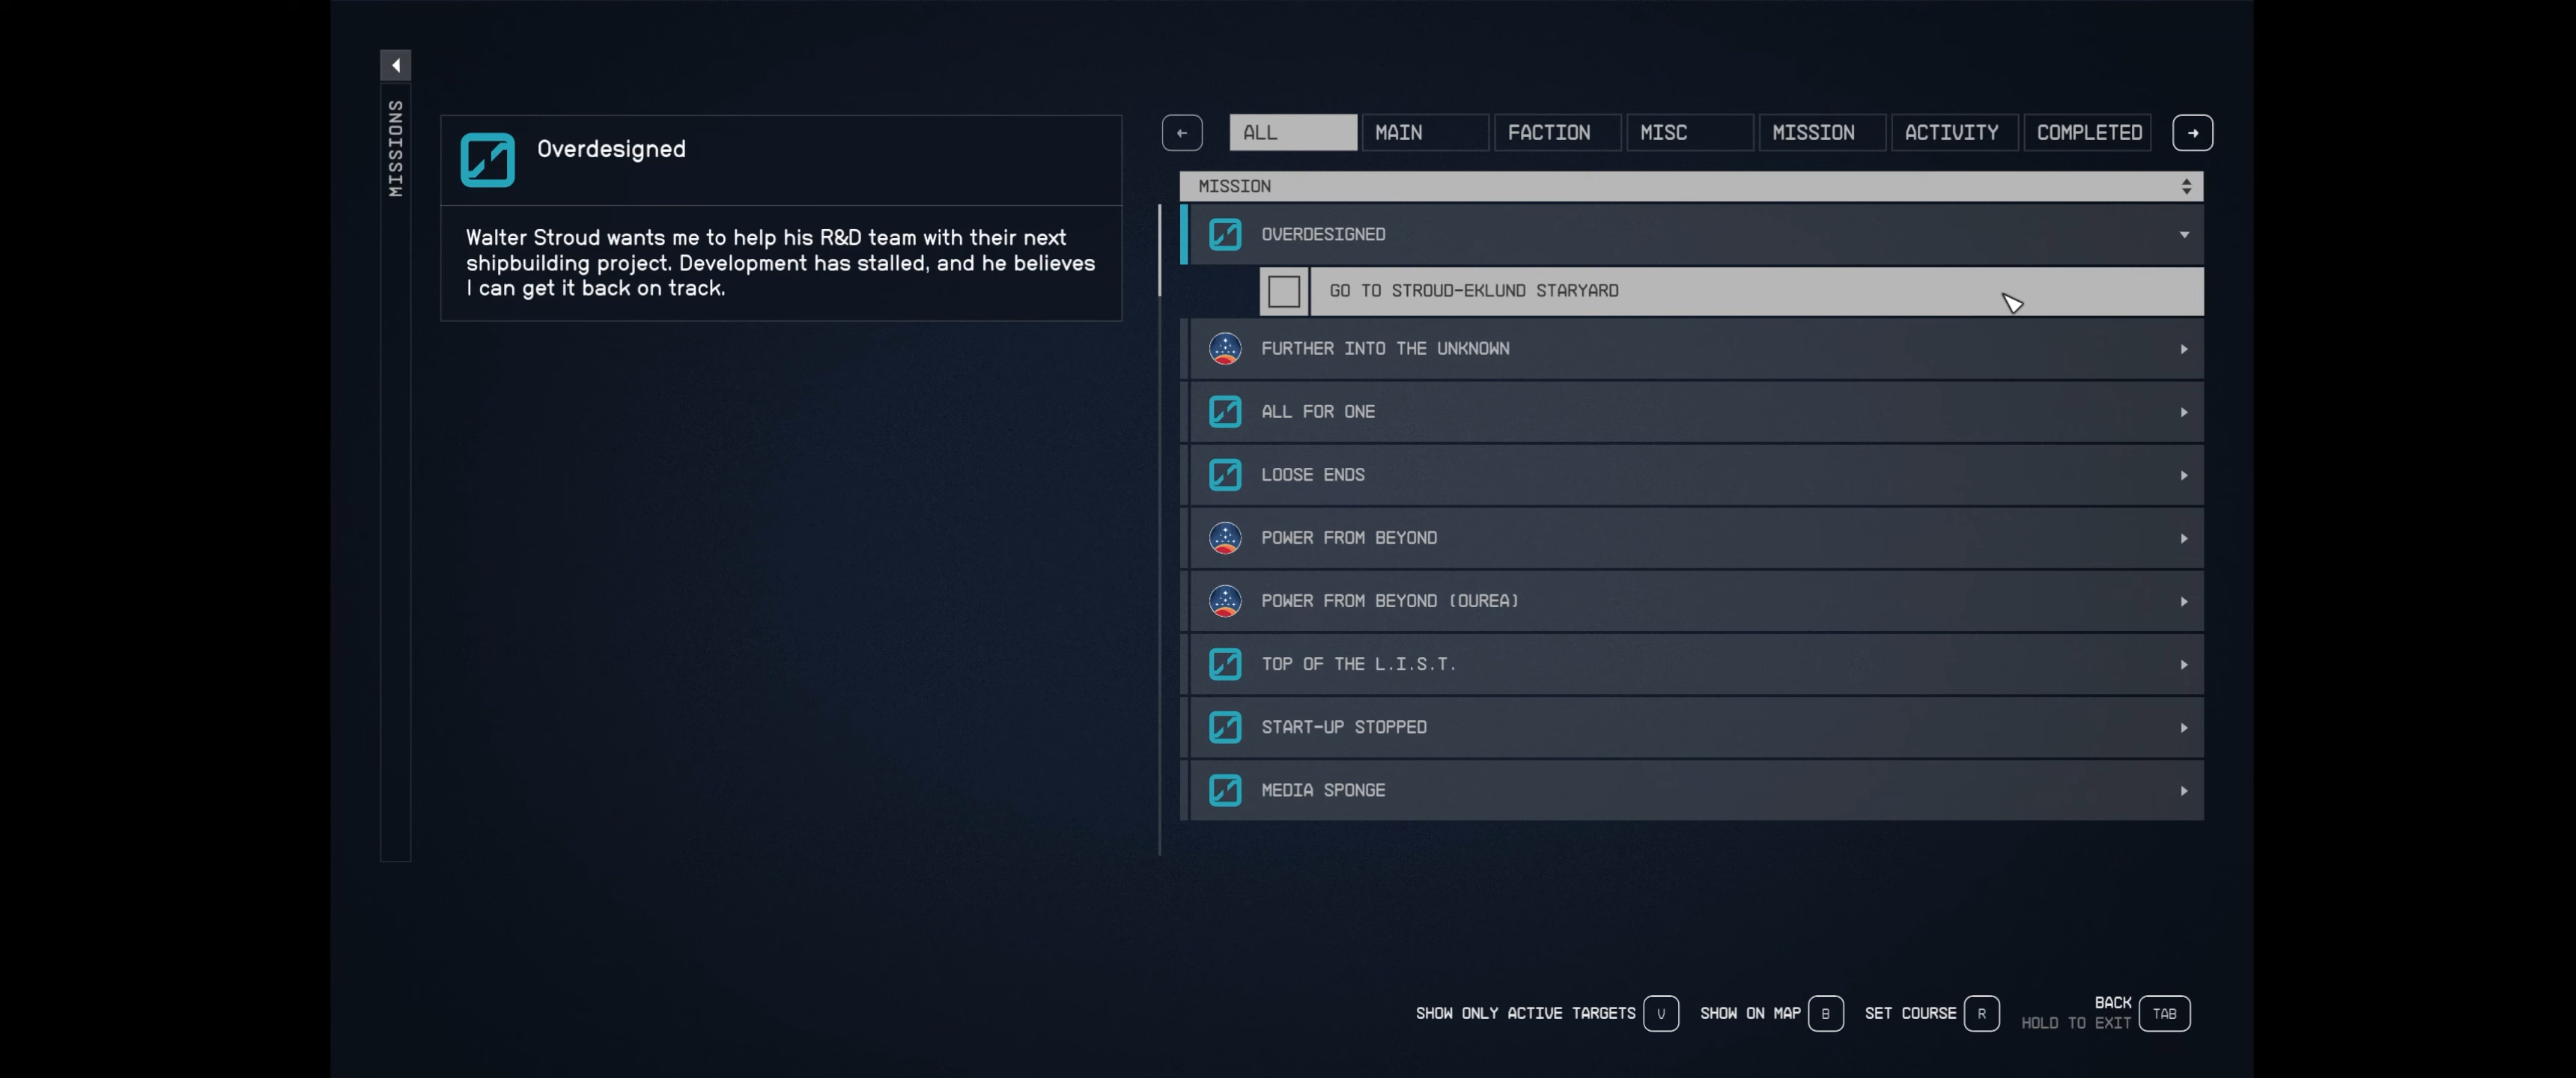 MISSIONS
Overdesigned
Walter Stroud wants me to help his R&D team with their next
shipbuilding project. Development has stalled, and he believes
I can get it back on track.
ALL MAIN FACTION MISC MISSION ACTIVITY COMPLETED
MISSION
OVERDESIGNED
GO TO STROUD-EKLUND STARYARD
FURTHER INTO THE UNKNOWN
ALL FOR ONE
LOOSE ENDS
POWER FROM BEYOND
POWER FROM BEYOND (OUREA)
TOP OF THE L.I.S.T.
START-UP STOPPED
MEDIA SPONGE
SHOW ONLY ACTIVE TARGETS V SHOW ON MAP B SET COURSE R BACK
HOLD TO EXIT TAB